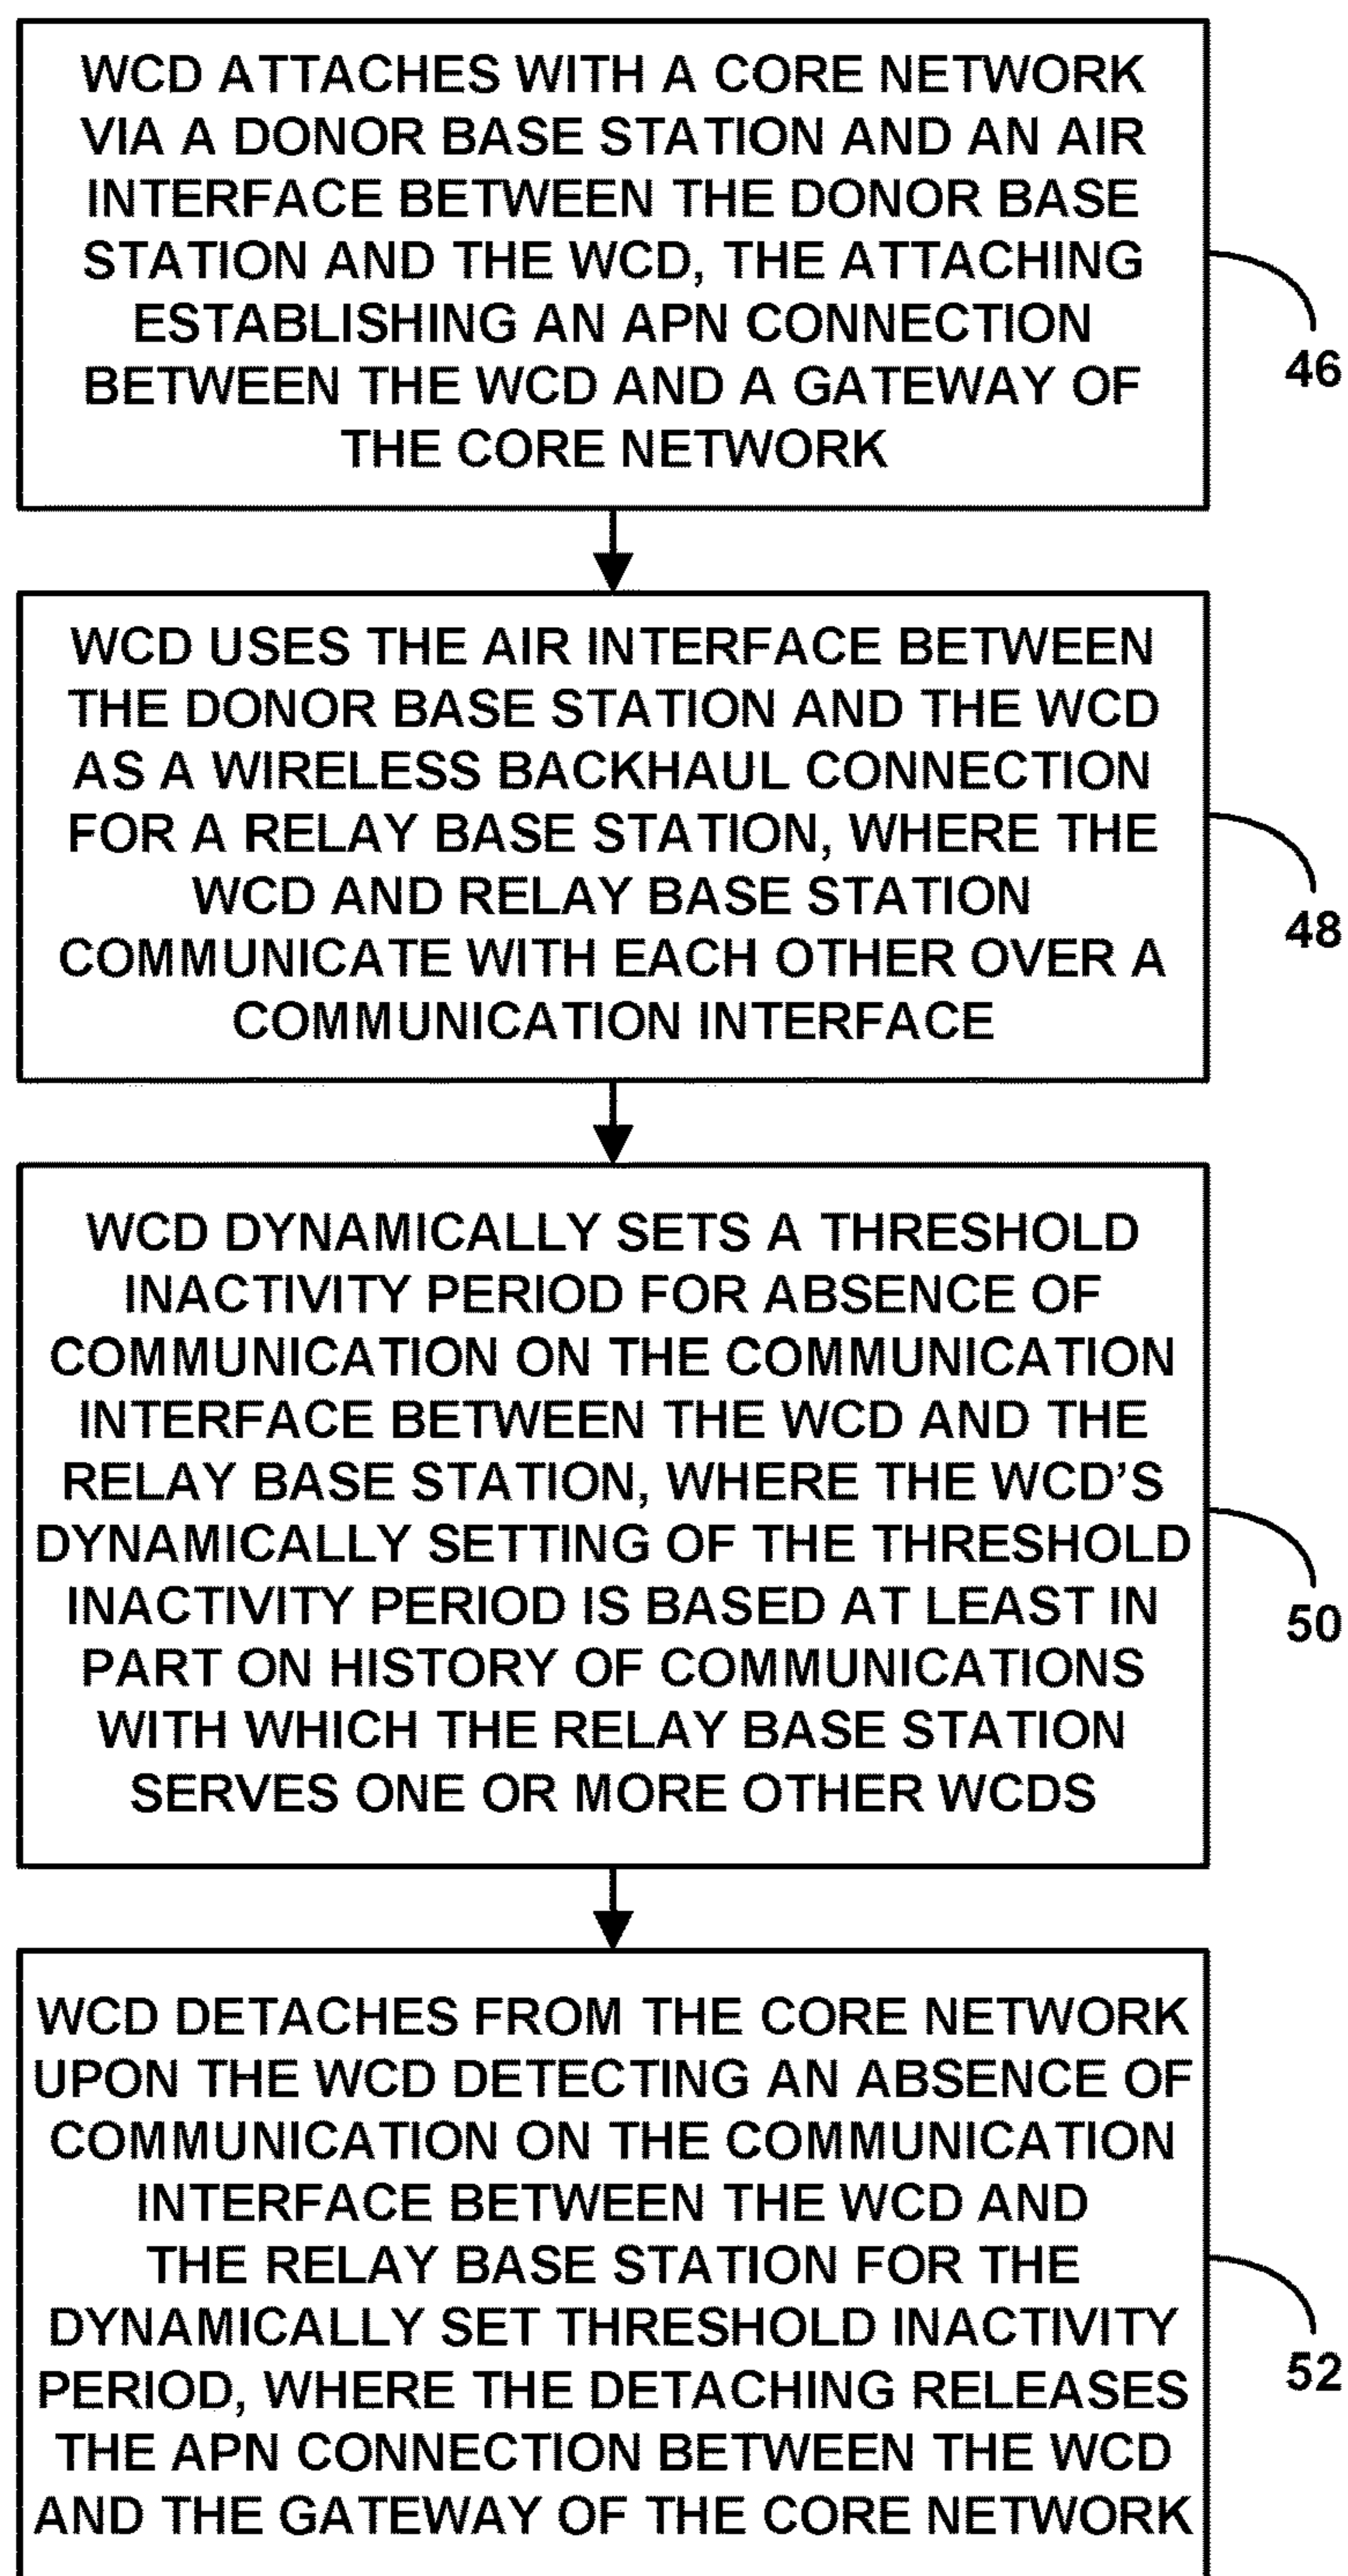 WCD ATTACHES WITH A CORE NETWORK
VIA A DONOR BASE STATION AND AN AIR
INTERFACE BETWEEN THE DONOR BASE
STATION AND THE WCD, THE ATTACHING
ESTABLISHING AN APN CONNECTION
BETWEEN THE WCD AND A GATEWAY OF
THE CORE NETWORK
46
WCD USES THE AIR INTERFACE BETWEEN
THE DONOR BASE STATION AND THE WCD
AS A WIRELESS BACKHAUL CONNECTION
FOR A RELAY BASE STATION, WHERE THE
WCD AND RELAY BASE STATION
COMMUNICATE WITH EACH OTHER OVER A
COMMUNICATION INTERFACE
48
WCD DYNAMICALLY SETS A THRESHOLD
INACTIVITY PERIOD FOR ABSENCE OF
COMMUNICATION ON THE COMMUNICATION
INTERFACE BETWEEN THE WCD AND THE
RELAY BASE STATION, WHERE THE WCD'S
DYNAMICALLY SETTING OF THE THRESHOLD
INACTIVITY PERIOD IS BASED AT LEAST IN
PART ON HISTORY OF COMMUNICATIONS
WITH WHICH THE RELAY BASE STATION
SERVES ONE OR MORE OTHER WCDS
50
WCD DETACHES FROM THE CORE NETWORK
UPON THE WCD DETECTING AN ABSENCE OF
COMMUNICATION ON THE COMMUNICATION
INTERFACE BETWEEN THE WCD AND
THE RELAY BASE STATION FOR THE
DYNAMICALLY SET THRESHOLD INACTIVITY
PERIOD, WHERE THE DETACHING RELEASES
THE APN CONNECTION BETWEEN THE WCD
AND THE GATEWAY OF THE CORE NETWORK
52